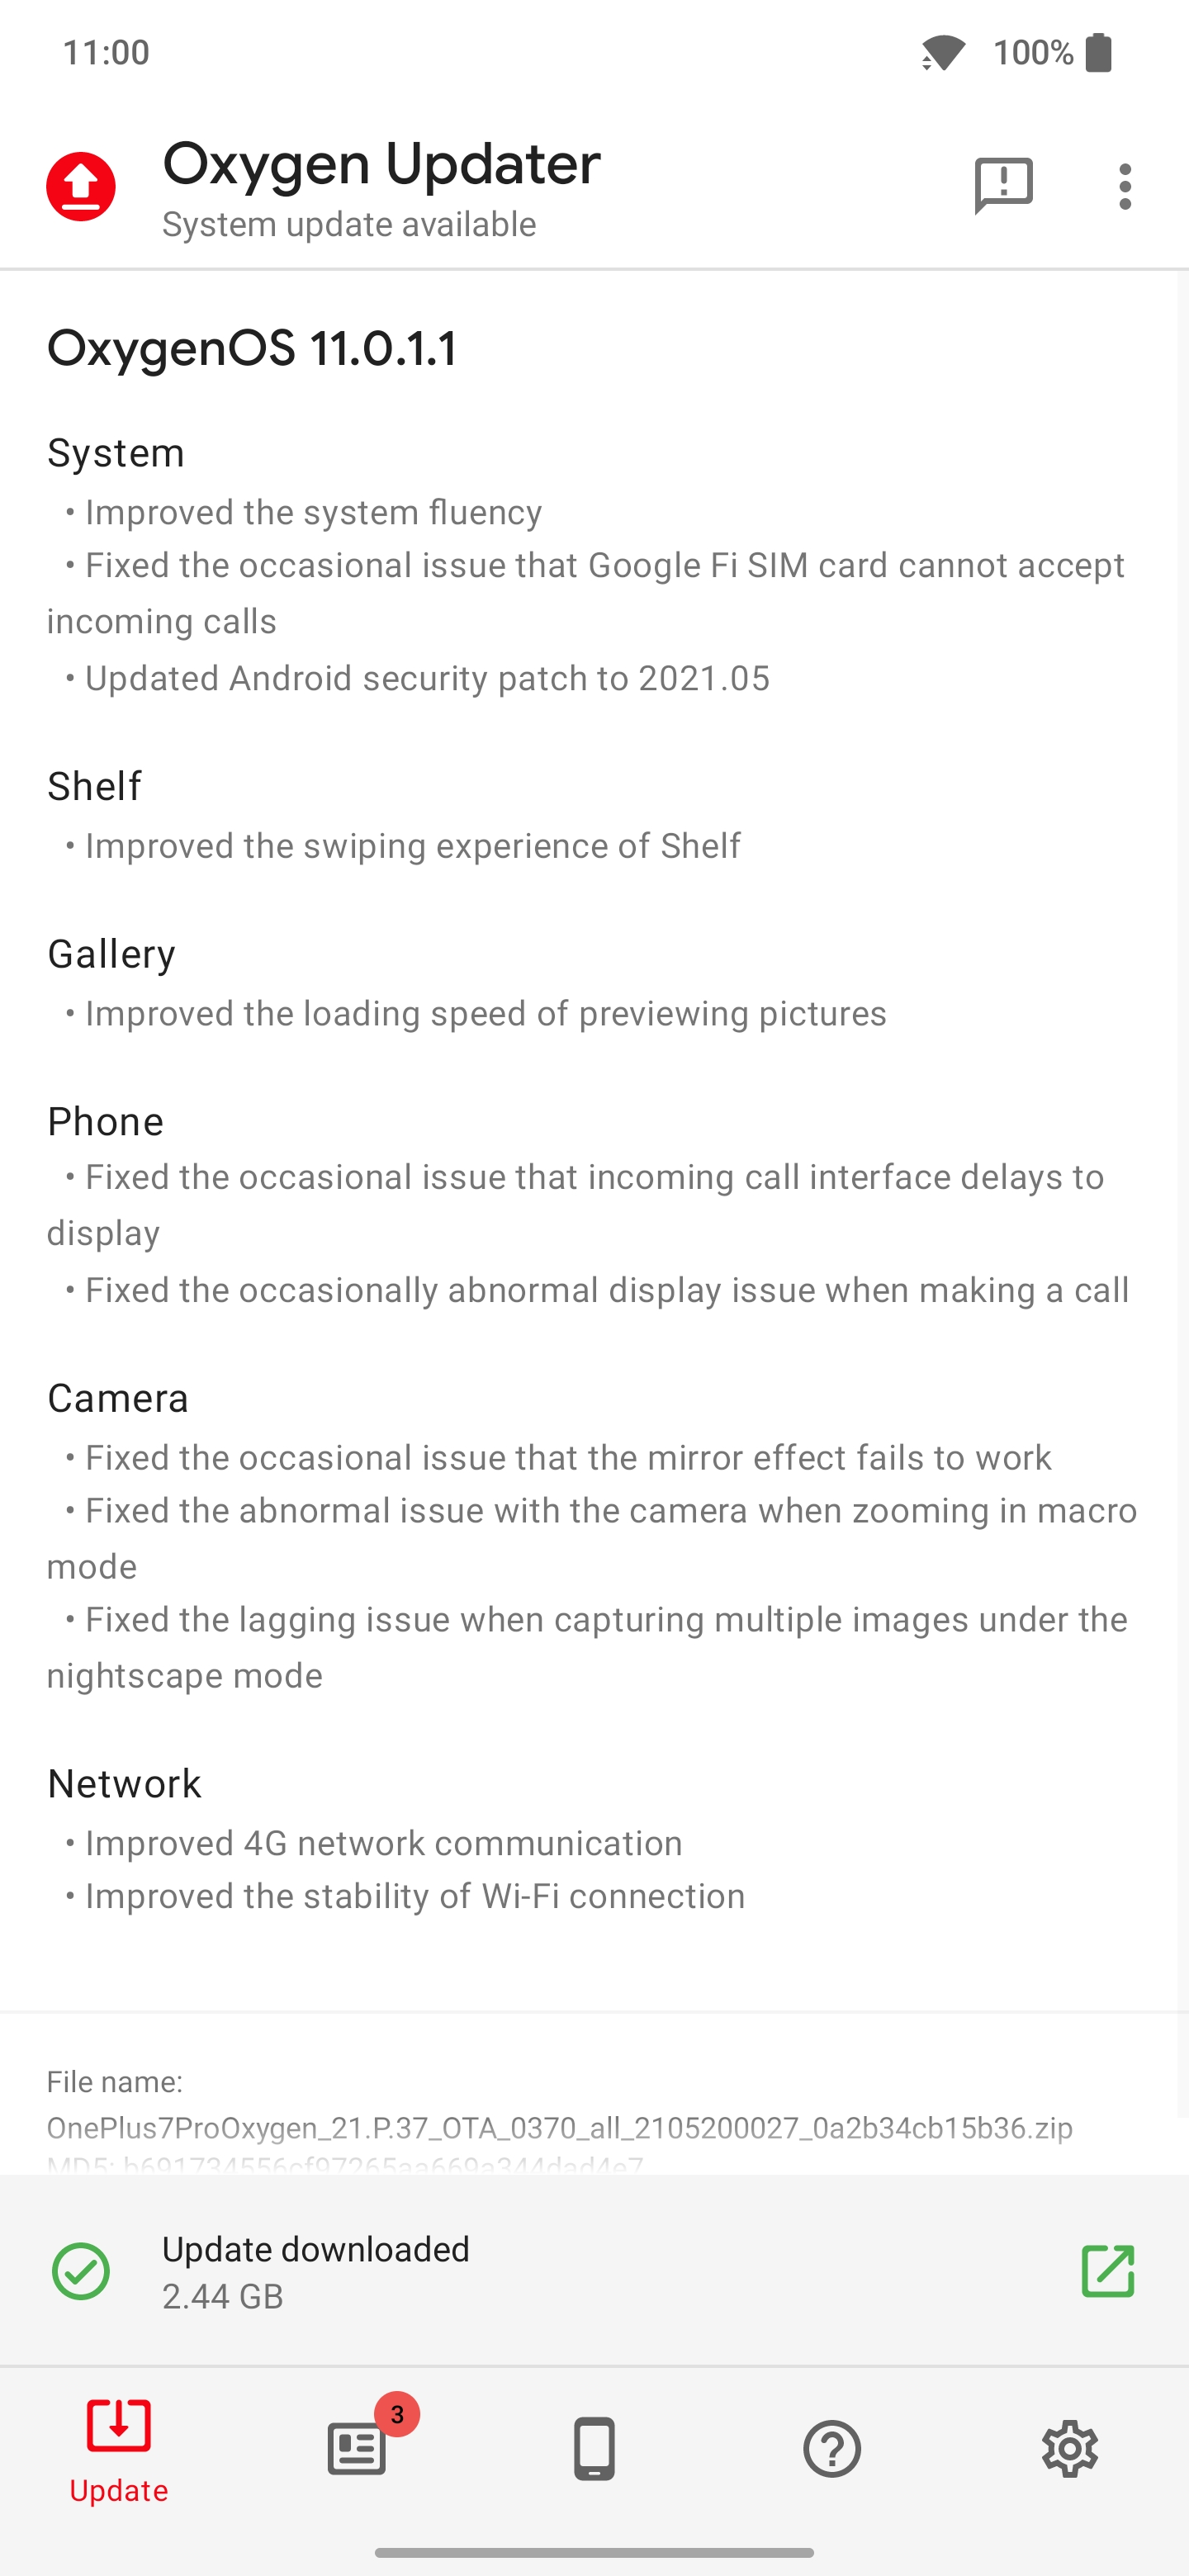 11:00
100%
Oxygen Updater
System update available
OxygenOS 11.0.1.1
System
• Improved the system fluency
• Fixed the occasional issue that Google Fi SIM card cannot accept
incoming calls
• Updated Android security patch to 2021.05
Shelf
• Improved the swiping experience of Shelf
Gallery
• Improved the loading speed of previewing pictures
Phone
• Fixed the occasional issue that incoming call interface delays to
display
• Fixed the occasionally abnormal display issue when making a call
Camera
• Fixed the occasional issue that the mirror effect fails to work
• Fixed the abnormal issue with the camera when zooming in macro
mode
• Fixed the lagging issue when capturing multiple images under the
nightscape mode
Network
• Improved 4G network communication
• Improved the stability of Wi-Fi connection
File name:
OnePlus7ProOxygen_21.P.37_OTA_0370_all_2105200027_0a2b34cb15b36.zip
MD5: b691734556cf97265aa669a344dad4e7
Update downloaded
2.44 GB
3
Update